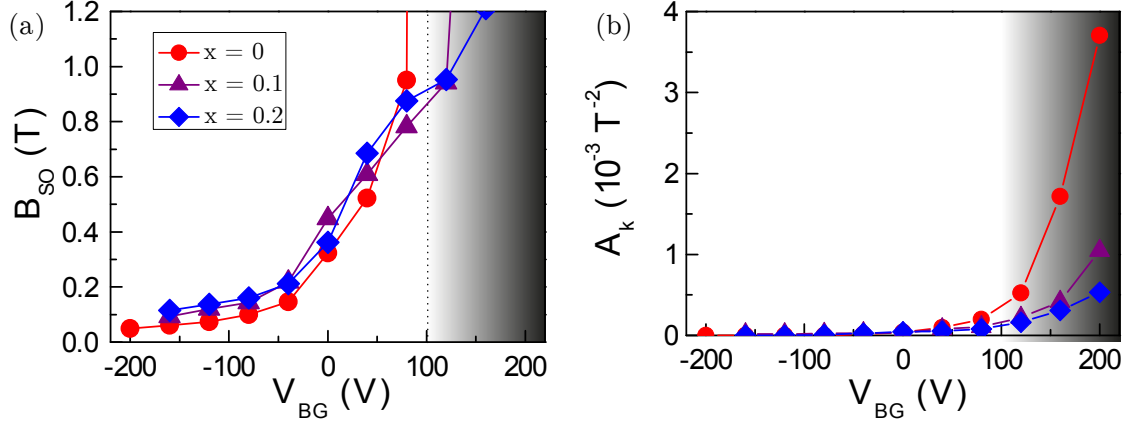 (a)
B_SO (T)
1.2
1.0
0.8
0.6
0.4
0.2
0.0
x = 0
x = 0.1
x = 0.2
-200 -100 0 100 200
V_BG (V)
(b)
A_k (10^-3 T^-2)
4
3
2
1
0
-200 -100 0 100 200
V_BG (V)